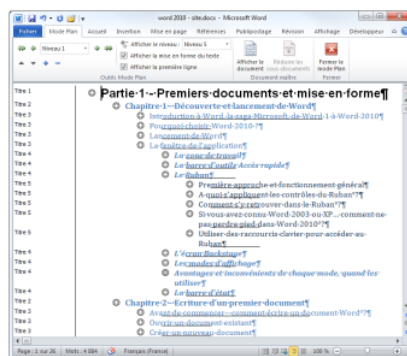 word 2010 - site.docx - Microsoft Word
Fichier Mode Plan Accueil Insertion Mise en page Références Publipostage Révision Affichage Développeur
Niveau 1
Afficher le niveau : Niveau 5
Afficher la mise en forme du texte
Afficher la première ligne
Afficher le document
Réduire les sous-documents
Fermer le mode Plan
Outils Mode Plan Document maître Fermer
Titre 1 Partie·1·-·Premiers·documents·et·mise·en·forme¶
Titre 2 Chapitre·1·-·Découverte·et·lancement·de·Word¶
Titre 3 Introduction·à·Word,·la·saga·Microsoft,·de·Word·1·à·Word·2010¶
Titre 3 Pourquoi·choisir·Word·2010·?¶
Titre 3 Lancement·de·Word¶
Titre 3 La·fenêtre·de·l'application¶
Titre 4 La·zone·de·travail¶
Titre 4 La·barre·d'outils·Accès·rapide¶
Titre 4 Le·Ruban¶
Titre 5 Première·approche·et·fonctionnement·général¶
Titre 5 A·quoi·s'appliquent·les·contrôles·du·Ruban°?¶
Titre 5 Comment·s'y·retrouver·dans·le·Ruban°?¶
Titre 5 Si·vous·avez·connu·Word·2003·ou·XP…·comment·ne·
pas·perdre·pied·dans·Word·2010°?¶
Titre 5 Utiliser·des·raccourcis·clavier·pour·accéder·au·
Ruban¶
Titre 4 L'écran·Backstage¶
Titre 4 Les·modes·d'affichage¶
Titre 4 Avantages·et·inconvénients·de·chaque·mode,·quand·les·
utiliser¶
Titre 4 La·barre·d'état¶
Titre 2 Chapitre·2·-·Ecriture·d'un·premier·document¶
Titre 3 Avant·de·commencer·-·comment·écrire·un·document·Word°?¶
Titre 3 Ouvrir·un·document·existant¶
Titre 3 Créer·un·nouveau·document¶
Page : 1 sur 26 Mots : 4 084 Français (France) 100 %